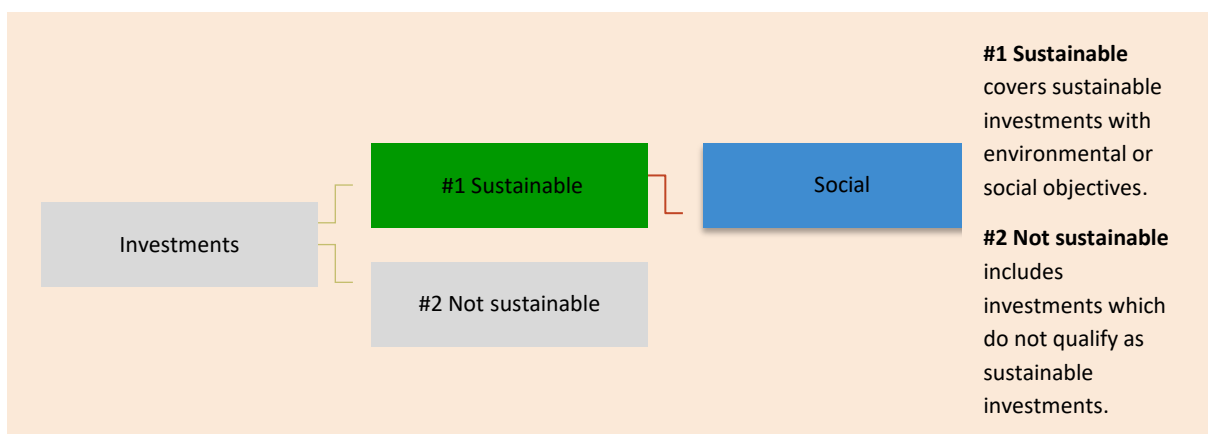 Investments
#1 Sustainable
#2 Not sustainable
Social
#1 Sustainable
covers sustainable
investments with
environmental or
social objectives.
#2 Not sustainable
includes
investments which
do not qualify as
sustainable
investments.